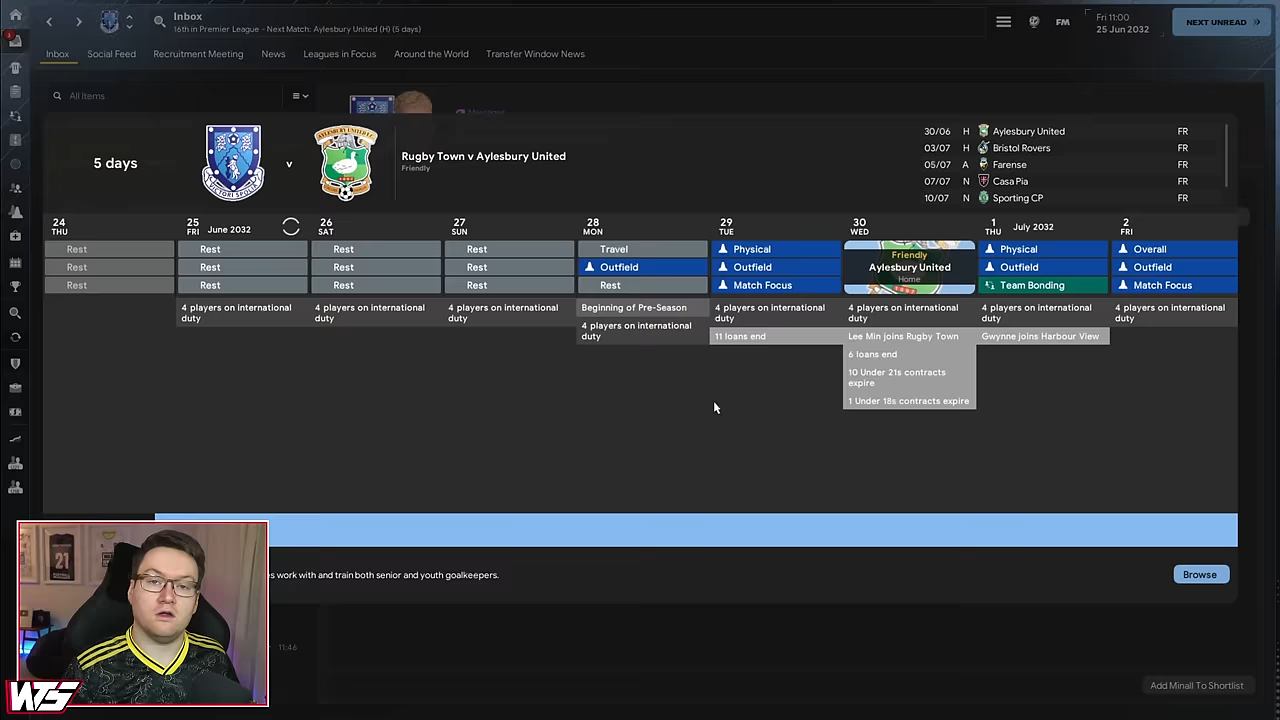 Inbox
16th in Premier League - Next Match: Aylesbury United (H) (5 days)
FM
Fri 11:00
25 Jun 2032
NEXT UNREAD
Inbox
Social Feed
Recruitment Meeting
News
Leagues in Focus
Around the World
Transfer Window News
All Items
5 days
v
AYLESBURY UNITED F.C.
Rugby Town v Aylesbury United
Friendly
30/06 H Aylesbury United FR
03/07 H Bristol Rovers FR
05/07 A Farense FR
07/07 N Casa Pia FR
10/07 N Sporting CP FR
24
THU
25
FRI June 2032
26
SAT
27
SUN
28
MON
29
TUE
30
WED
1
THU July 2032
2
FRI
Rest Rest Rest Rest Travel Physical Friendly Physical Overall
Rest Rest Rest Rest Outfield Outfield Aylesbury United Outfield Outfield
Rest Rest Rest Rest Rest Match Focus Home Team Bonding Match Focus
4 players on international duty
4 players on international duty
4 players on international duty
Beginning of Pre-Season
4 players on international duty
4 players on international duty
11 loans end
4 players on international duty
Lee Min joins Rugby Town
6 loans end
10 Under 21s contracts expire
1 Under 18s contracts expire
4 players on international duty
Gwynne joins Harbour View
4 players on international duty
work with and train both senior and youth goalkeepers.
Browse
11:46
Add Minall To Shortlist
21
WTS